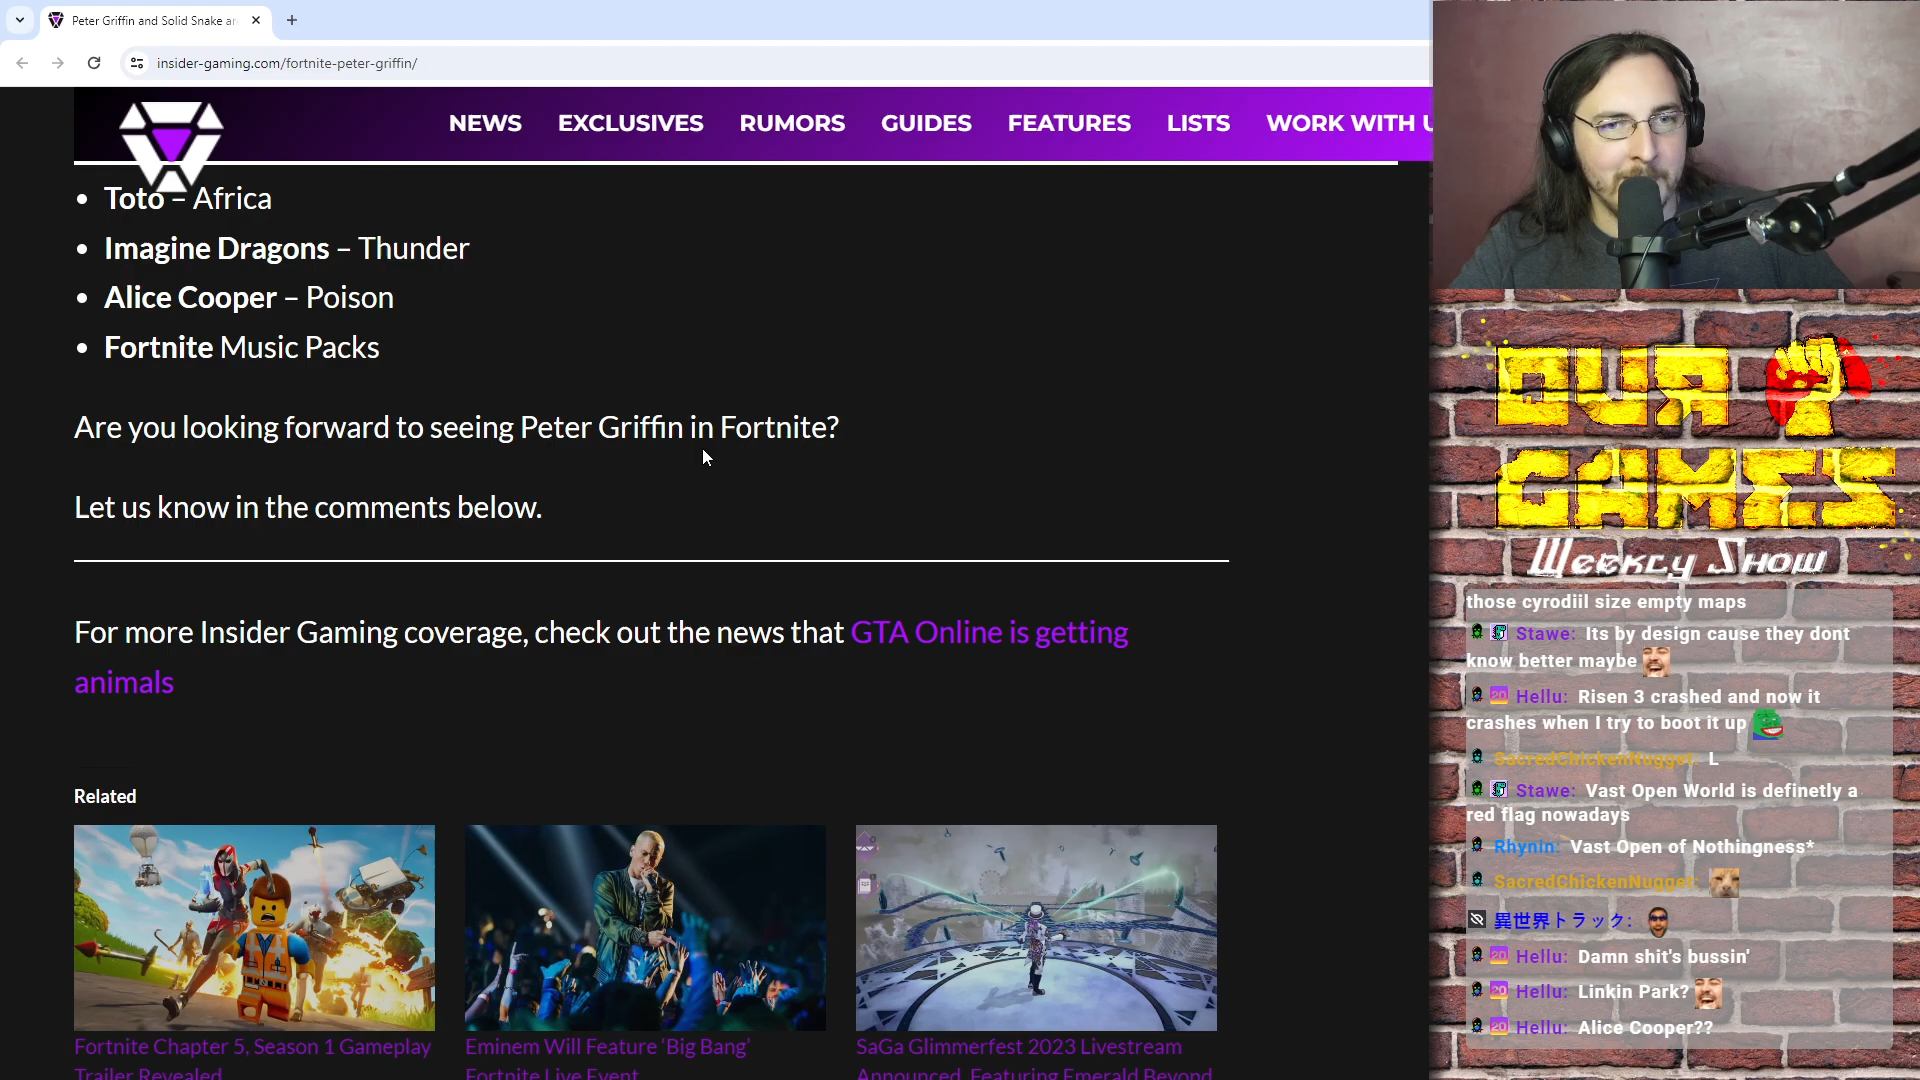 Peter Griffin and Solid Snake ar
insider-gaming.com/fortnite-peter-griffin/
NEWS EXCLUSIVES RUMORS GUIDES FEATURES LISTS WORK WITH U
Toto – Africa
Imagine Dragons – Thunder
Alice Cooper – Poison
Fortnite Music Packs
Are you looking forward to seeing Peter Griffin in Fortnite?
Let us know in the comments below.
For more Insider Gaming coverage, check out the news that GTA Online is getting
animals
Related
Fortnite Chapter 5, Season 1 Gameplay
Trailer Revealed
Eminem Will Feature ‘Big Bang’
Fortnite Live Event
SaGa Glimmerfest 2023 Livestream
Announced, Featuring Emerald Beyond
OUR
GAMES
Weekly Show
those cyrodiil size empty maps
Stawe: Its by design cause they dont
know better maybe
20 Hellu: Risen 3 crashed and now it
crashes when I try to boot it up
SacredChickenNugget: L
Stawe: Vast Open World is definetly a
red flag nowadays
Rhynin: Vast Open of Nothingness*
SacredChickenNugget:
異世界トラック:
20 Hellu: Damn shit's bussin'
20 Hellu: Linkin Park?
20 Hellu: Alice Cooper??